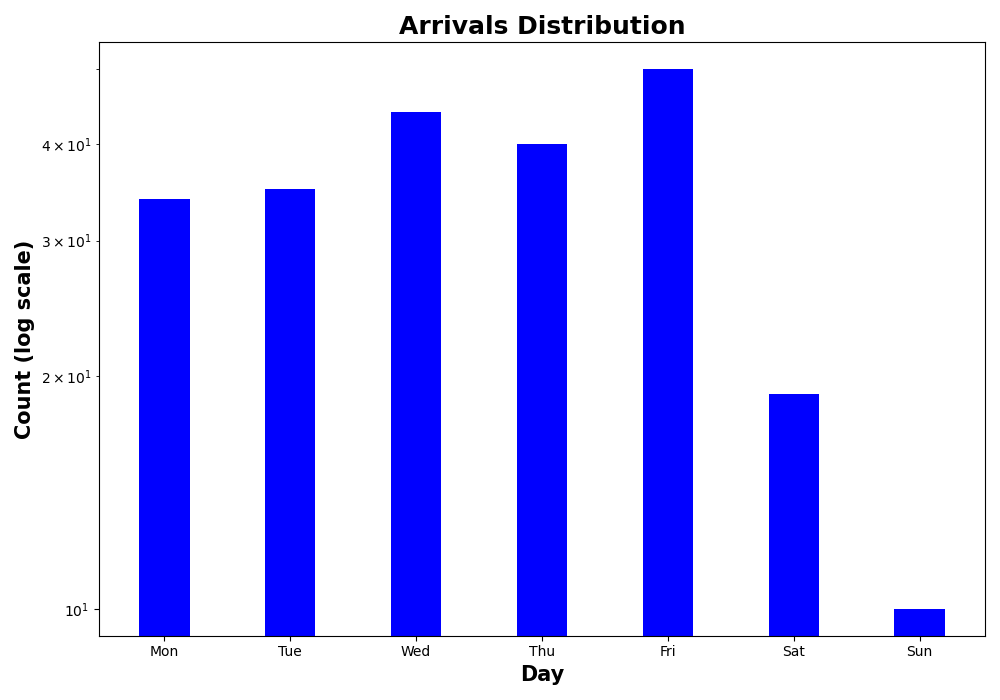 Arrivals Distribution
Count (log scale)
4 × 10¹
3 × 10¹
2 × 10¹
10¹
Mon Tue Wed Thu Fri Sat Sun
Day